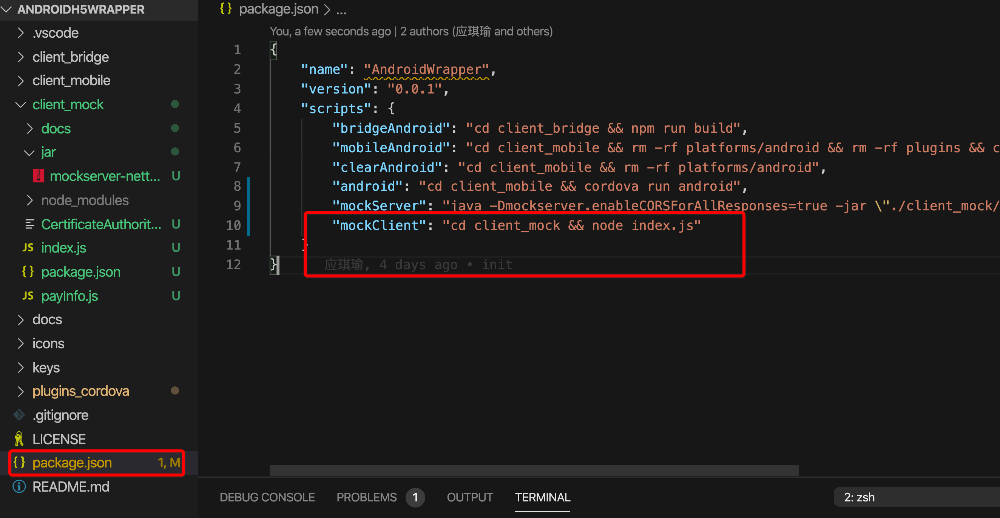 ANDROIDH5WRAPPER
.vscode
client_bridge
client_mobile
client_mock
docs
jar
mockserver-nett... U
node_modules
CertificateAuthorit... U
JS index.js U
{} package.json U
JS payInfo.js U
docs
icons
keys
plugins_cordova
.gitignore
LICENSE
{} package.json 1, M
README.md
{} package.json > ...
You, a few seconds ago | 2 authors (应琪瑜 and others)
1 {
2 "name": "AndroidWrapper",
3 "version": "0.0.1",
4 "scripts": {
5 "bridgeAndroid": "cd client_bridge && npm run build",
6 "mobileAndroid": "cd client_mobile && rm -rf platforms/android && rm -rf plugins && c
7 "clearAndroid": "cd client_mobile && rm -rf platforms/android",
8 "android": "cd client_mobile && cordova run android",
9 "mockServer": "java -Dmockserver.enableCORSForAllResponses=true -jar \"./client_mock/
10 "mockClient": "cd client_mock && node index.js"
11 }
12 } 应琪瑜, 4 days ago • init
DEBUG CONSOLE PROBLEMS 1 OUTPUT TERMINAL 2: zsh